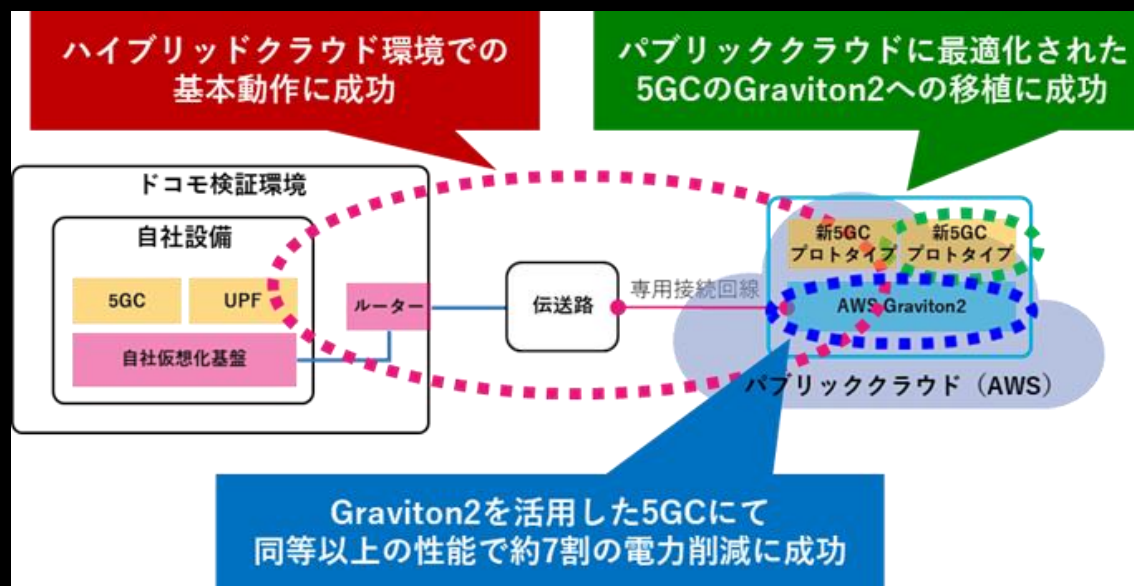 ハイブリッドクラウド環境での
基本動作に成功
パブリッククラウドに最適化された
5GCのGraviton2への移植に成功
ドコモ検証環境
自社設備
5GC
UPF
自社仮想化基盤
ルーター
伝送路
専用接続回線
新5GC
プロトタイプ
新5GC
プロトタイプ
AWS Graviton2
パブリッククラウド（AWS）
Graviton2を活用した5GCにて
同等以上の性能で約7割の電力削減に成功